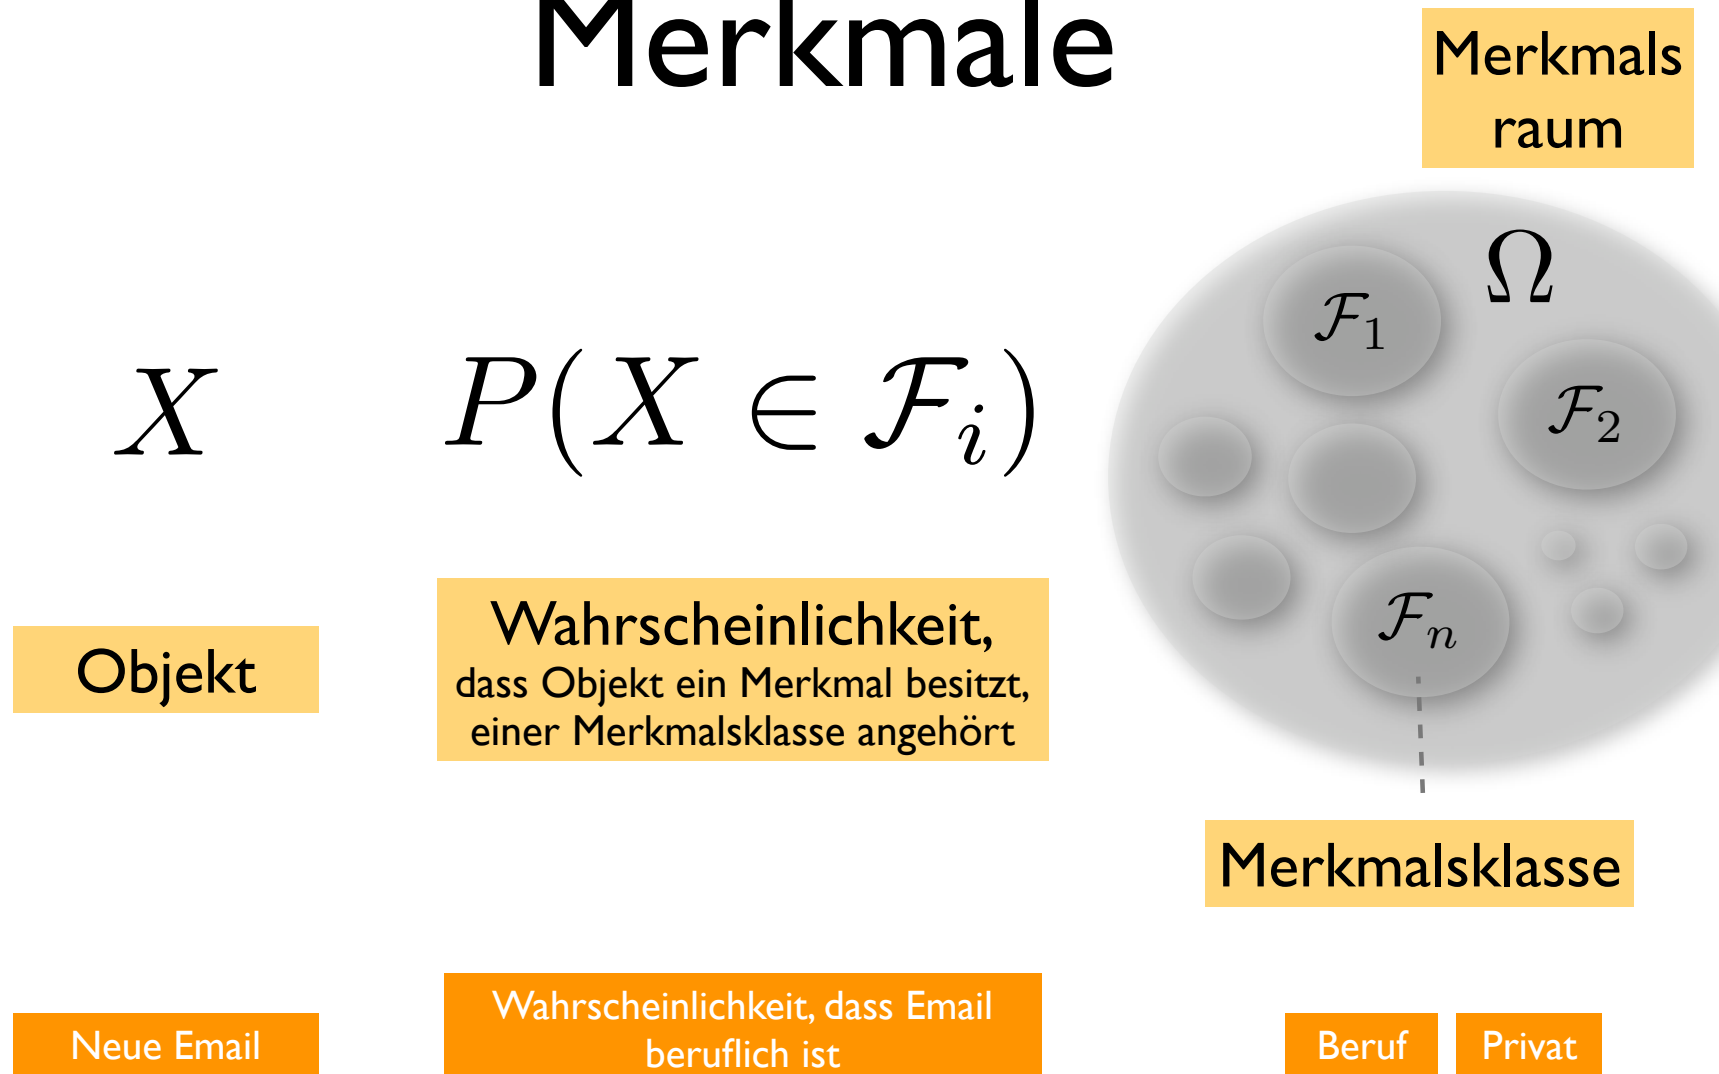 Merkmale
Merkmals
raum
Ω
ℱ₁
ℱ₂
ℱₙ
X
P(X ∈ ℱᵢ)
Objekt
Wahrscheinlichkeit,
dass Objekt ein Merkmal besitzt,
einer Merkmalsklasse angehört
Merkmalsklasse
Neue Email
Wahrscheinlichkeit, dass Email
beruflich ist
Beruf
Privat